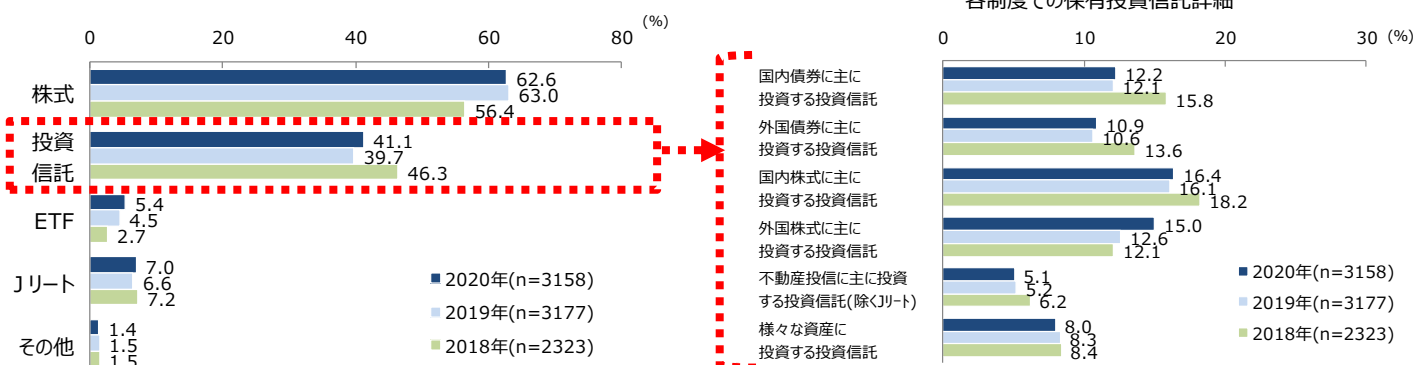 (%)
0 20 40 60 80
株式
62.6
63.0
56.4
投資
信託
41.1
39.7
46.3
ETF
5.4
4.5
2.7
Jリート
7.0
6.6
7.2
その他
1.4
1.5
1.5
■2020年(n=3158)
■2019年(n=3177)
■2018年(n=2323)
各制度での保有投資信託詳細
0 10 20 30 (%)
国内債券に主に
投資する投資信託
12.2
12.1
15.8
外国債券に主に
投資する投資信託
10.9
10.6
13.6
国内株式に主に
投資する投資信託
16.4
16.1
18.2
外国株式に主に
投資する投資信託
15.0
12.6
12.1
不動産投信に主に投資
する投資信託(除くJリート)
5.1
5.2
6.2
様々な資産に
投資する投資信託
8.0
8.3
8.4
■2020年(n=3158)
■2019年(n=3177)
■2018年(n=2323)